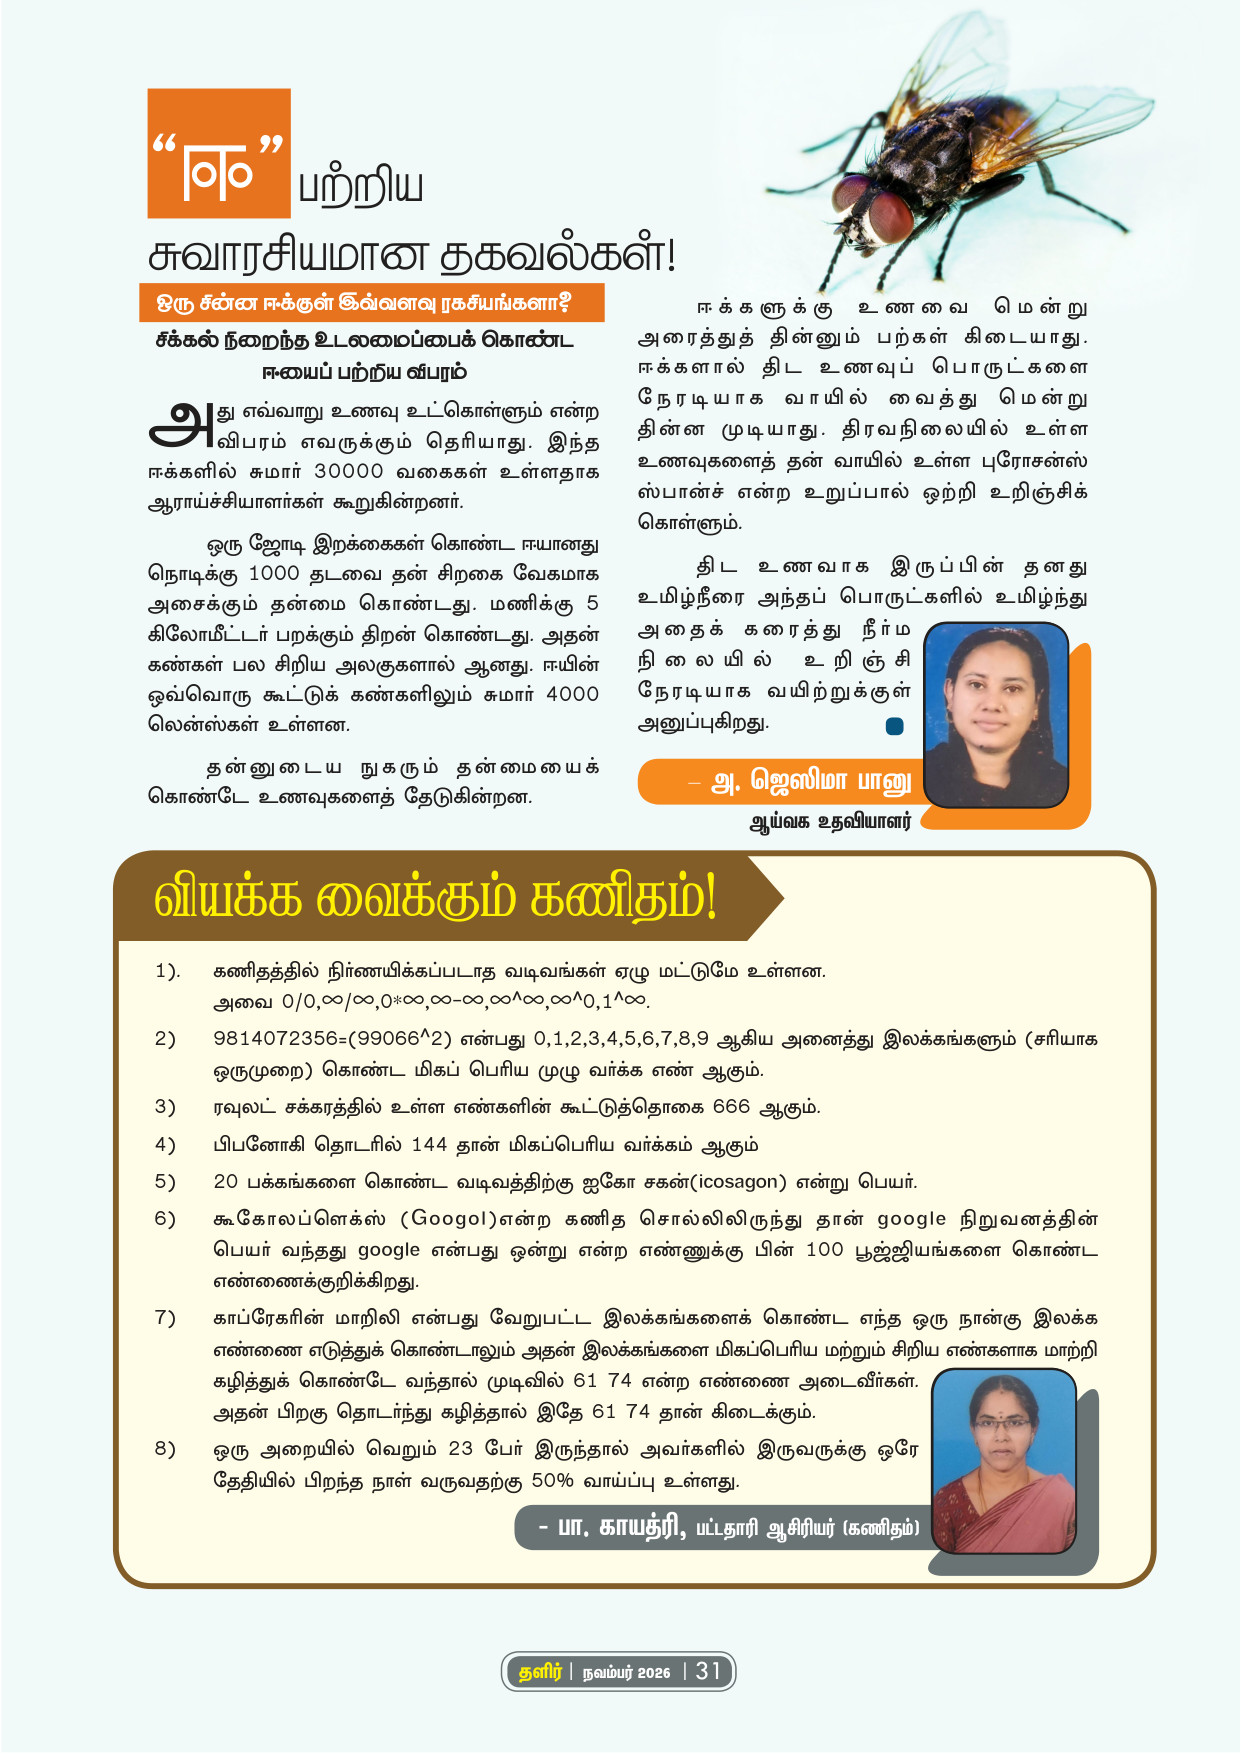 “ஈ” பற்றிய
சுவாரசியமான தகவல்கள்!
ஒரு சின்ன ஈக்குள் இவ்வளவு ரகசியங்களா?
சிக்கல் நிறைந்த உடலமைப்பைக் கொண்ட
ஈயைப் பற்றிய விபரம்
அது எவ்வாறு உணவு உட்கொள்ளும் என்ற
விபரம் எவருக்கும் தெரியாது. இந்த
ஈக்களில் சுமார் 30000 வகைகள் உள்ளதாக
ஆராய்ச்சியாளர்கள் கூறுகின்றனர்.
ஒரு ஜோடி இறக்கைகள் கொண்ட ஈயானது
நொடிக்கு 1000 தடவை தன் சிறகை வேகமாக
அசைக்கும் தன்மை கொண்டது. மணிக்கு 5
கிலோமீட்டர் பறக்கும் திறன் கொண்டது. அதன்
கண்கள் பல சிறிய அலகுகளால் ஆனது. ஈயின்
ஒவ்வொரு கூட்டுக் கண்களிலும் சுமார் 4000
லென்ஸ்கள் உள்ளன.
தன்னுடைய நுகரும் தன்மையைக்
கொண்டே உணவுகளைத் தேடுகின்றன.
ஈக்களுக்கு உணவை மென்று
அரைத்துத் தின்னும் பற்கள் கிடையாது.
ஈக்களால் திட உணவுப் பொருட்களை
நேரடியாக வாயில் வைத்து மென்று
தின்ன முடியாது. திரவநிலையில் உள்ள
உணவுகளைத் தன் வாயில் உள்ள புரோசன்ஸ்
ஸ்பான்ச் என்ற உறுப்பால் ஒற்றி உறிஞ்சிக்
கொள்ளும்.
திட உணவாக இருப்பின் தனது
உமிழ்நீரை அந்தப் பொருட்களில் உமிழ்ந்து
அதைக் கரைத்து நீர்ம
நிலையில் உறிஞ்சி
நேரடியாக வயிற்றுக்குள்
அனுப்புகிறது.
– அ. ஜெஸிமா பானு
ஆய்வக உதவியாளர்
வியக்க வைக்கும் கணிதம்!
1). கணிதத்தில் நிர்ணயிக்கப்படாத வடிவங்கள் ஏழு மட்டுமே உள்ளன.
அவை 0/0,∞/∞,0*∞,∞-∞,∞^∞,∞^0,1^∞.
2) 9814072356=(99066^2) என்பது 0,1,2,3,4,5,6,7,8,9 ஆகிய அனைத்து இலக்கங்களும் (சரியாக
ஒருமுறை) கொண்ட மிகப் பெரிய முழு வர்க்க எண் ஆகும்.
3) ரவுலட் சக்கரத்தில் உள்ள எண்களின் கூட்டுத்தொகை 666 ஆகும்.
4) பிபனோகி தொடரில் 144 தான் மிகப்பெரிய வர்க்கம் ஆகும்
5) 20 பக்கங்களை கொண்ட வடிவத்திற்கு ஐகோ சகன்(icosagon) என்று பெயர்.
6) கூகோலப்ளெக்ஸ் (Googol)என்ற கணித சொல்லிலிருந்து தான் google நிறுவனத்தின்
பெயர் வந்தது google என்பது ஒன்று என்ற எண்ணுக்கு பின் 100 பூஜ்ஜியங்களை கொண்ட
எண்ணைக்குறிக்கிறது.
7) காப்ரேகரின் மாறிலி என்பது வேறுபட்ட இலக்கங்களைக் கொண்ட எந்த ஒரு நான்கு இலக்க
எண்ணை எடுத்துக் கொண்டாலும் அதன் இலக்கங்களை மிகப்பெரிய மற்றும் சிறிய எண்களாக மாற்றி
கழித்துக் கொண்டே வந்தால் முடிவில் 61 74 என்ற எண்ணை அடைவீர்கள்.
அதன் பிறகு தொடர்ந்து கழித்தால் இதே 61 74 தான் கிடைக்கும்.
8) ஒரு அறையில் வெறும் 23 பேர் இருந்தால் அவர்களில் இருவருக்கு ஒரே
தேதியில் பிறந்த நாள் வருவதற்கு 50% வாய்ப்பு உள்ளது.
- பா. காயத்ரி, பட்டதாரி ஆசிரியர் (கணிதம்)
தளிர் | நவம்பர் 2026 | 31